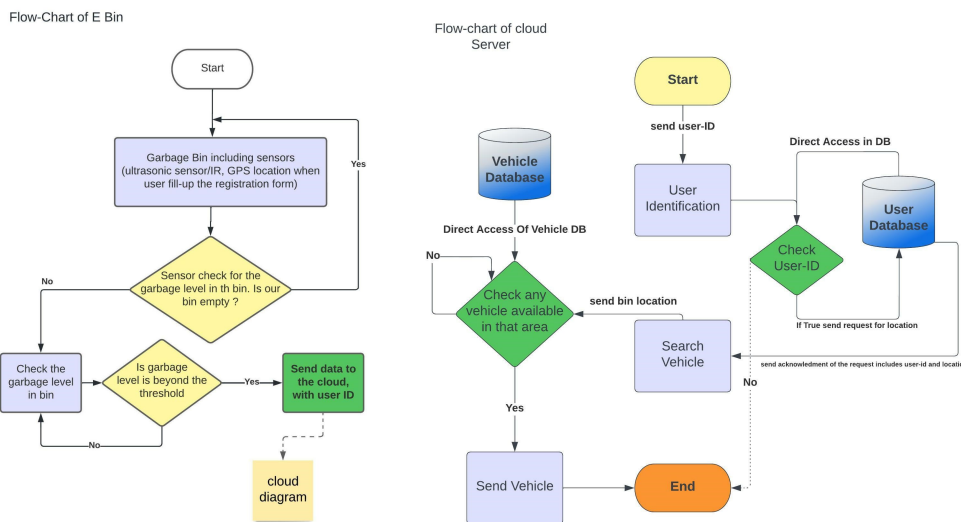 Flow-Chart of E Bin
Start
Garbage Bin including sensors
(ultrasonic sensor/IR, GPS location when
user fill-up the registration form)
Yes
Sensor check for the
garbage level in th bin. Is our
bin empty ?
No
Check the
garbage level
in bin
Is garbage
level is beyond the
threshold
Yes
Send data to
the cloud,
with user ID
No
cloud
diagram
Flow-chart of cloud
Server
Start
send user-ID
User
Identification
Direct Access in DB
User
Database
Check
User-ID
If True send request for location
send acknowledment of the request includes user-id and locatio
No
Vehicle
Database
Direct Access Of Vehicle DB
No
Check any
vehicle available
in that area
send bin location
Search
Vehicle
Yes
Send Vehicle
End